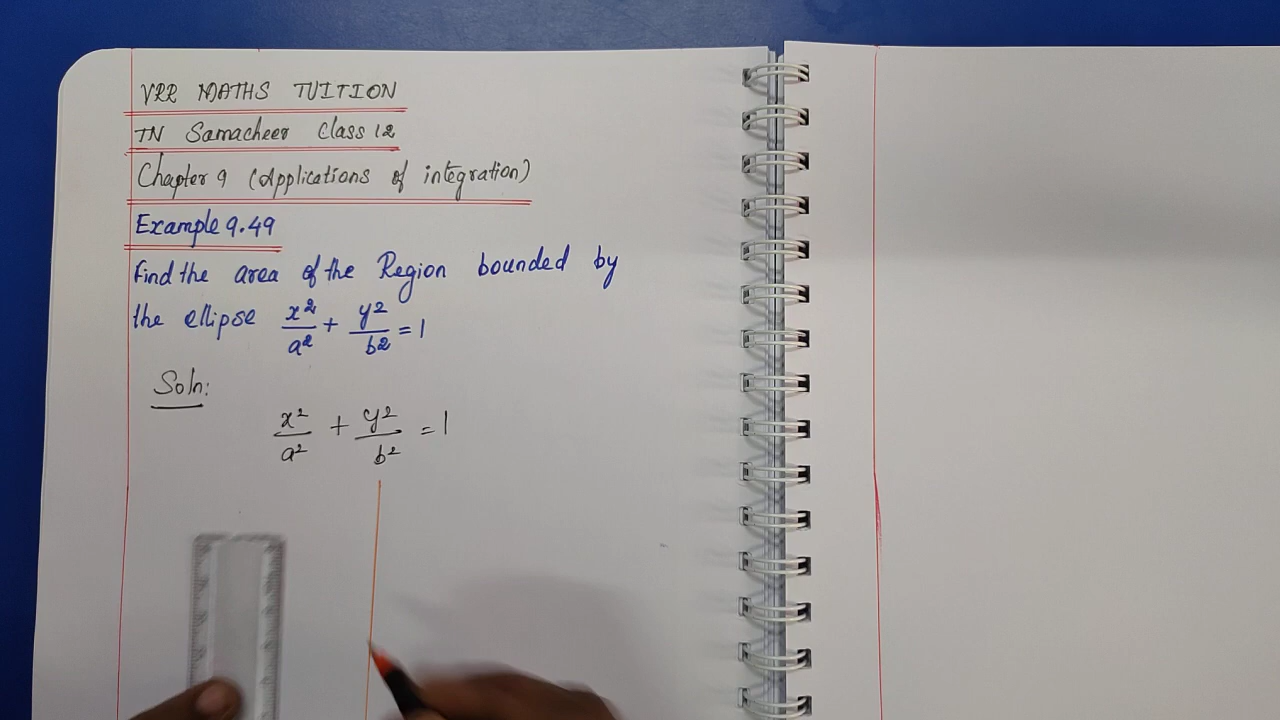 VRR MATHS TUITION
TN Samacheer Class 12
Chapter 9 (Applications of integration)
Example 9.49
Find the area of the Region bounded by
the ellipse x²/a² + y²/b² = 1
Soln:
x²/a² + y²/b² = 1